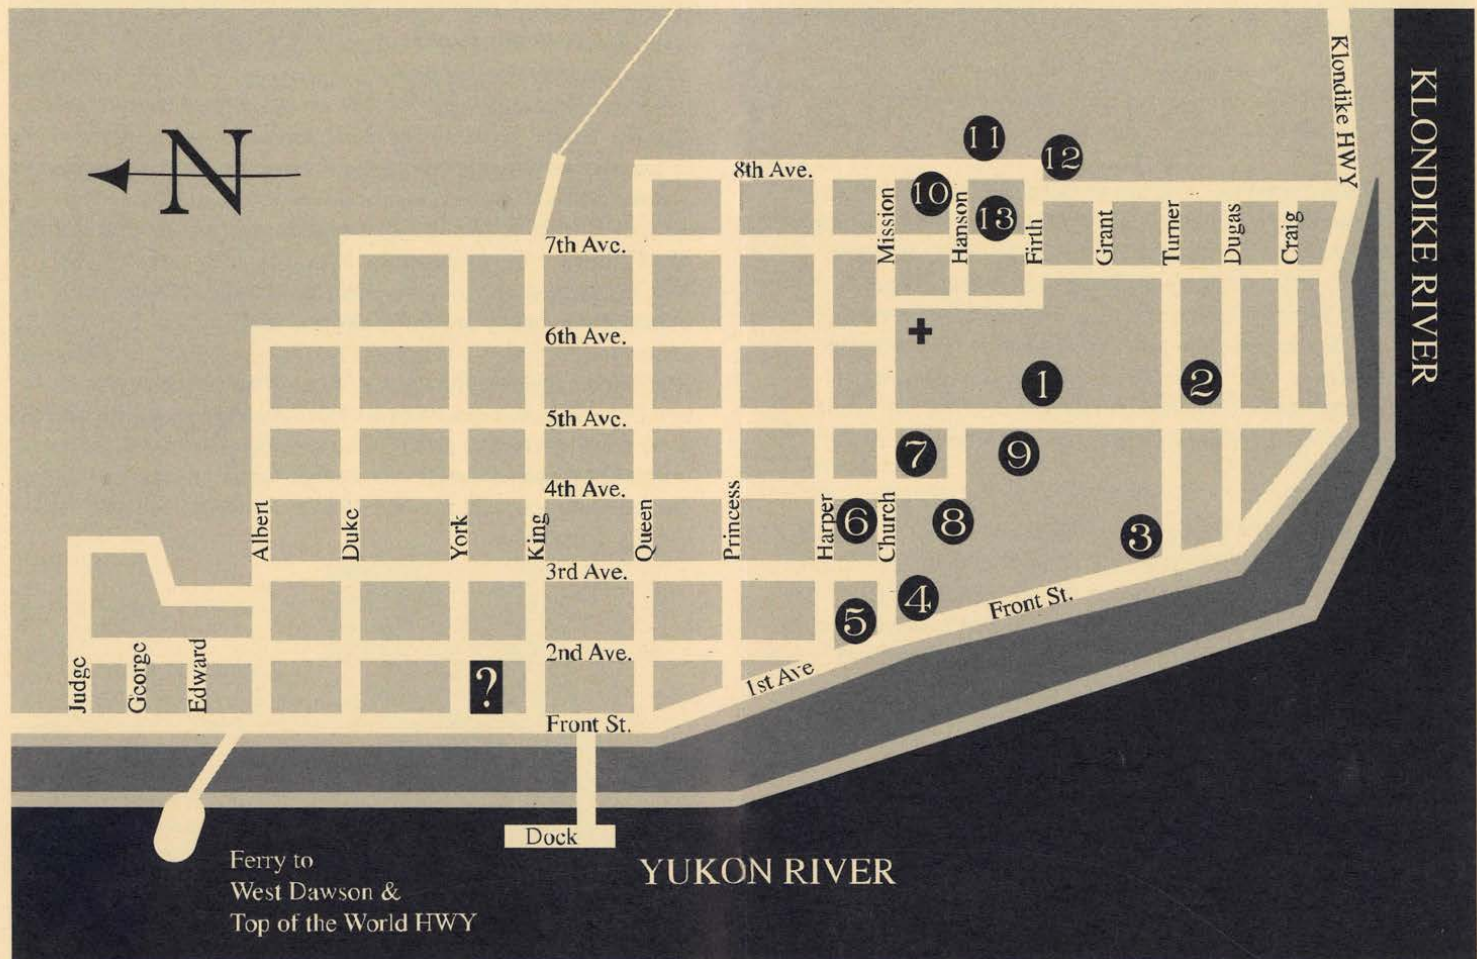 Klondike HWY
KLONDIKE RIVER
N
11
12
8th Ave.
10
13
Mission
Hanson
Firth
Grant
Turner
Dugas
Craig
7th Ave.
6th Ave.
1
2
5th Ave.
7
9
4th Ave.
Albert
Duke
York
King
Queen
Princess
Harper
6
Church
8
3
3rd Ave.
4
5
Front St.
2nd Ave.
Judge
George
Edward
?
1st Ave
Front St.
Dock
YUKON RIVER
Ferry to
West Dawson &
Top of the World HWY